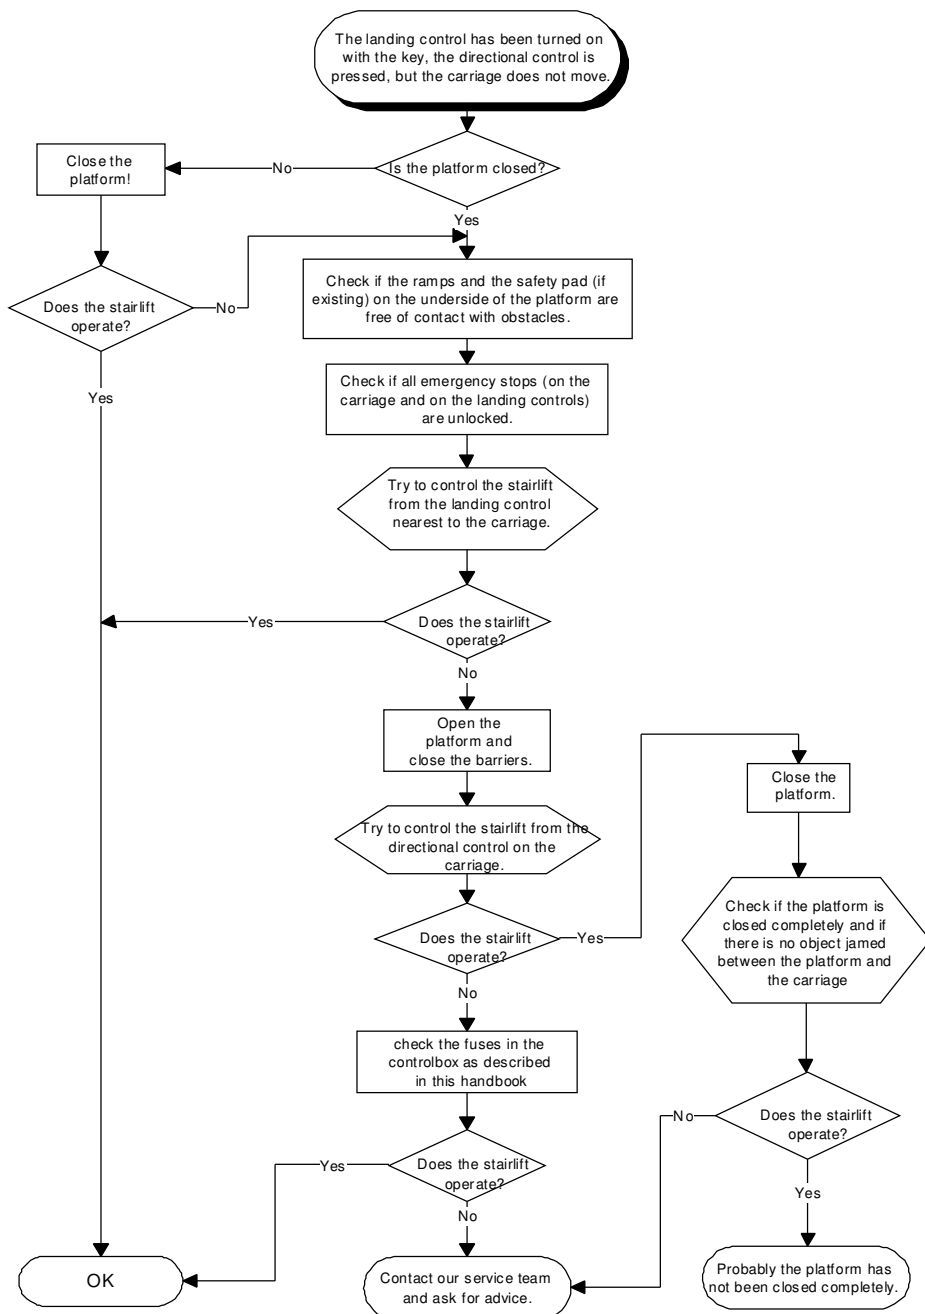 The landing control has been turned on
with the key, the directional control is
pressed, but the carriage does not move.
Is the platform closed?
No
Close the
platform!
Yes
Does the stairlift
operate?
No
Yes
Check if the ramps and the safety pad (if
existing) on the underside of the platform are
free of contact with obstacles.
Check if all emergency stops (on the
carriage and on the landing controls)
are unlocked.
Try to control the stairlift
from the landing control
nearest to the carriage.
Does the stairlift
operate?
Yes
No
Open the
platform and
close the barriers.
Try to control the stairlift from the
directional control on the
carriage.
Does the stairlift
operate?
Yes
Close the
platform.
Check if the platform is
closed completely and if
there is no object jamed
between the platform and
the carriage
No
check the fuses in the
controlbox as described
in this handbook
Does the stairlift
operate?
No
Yes
Does the stairlift
operate?
Yes
No
OK
Contact our service team
and ask for advice.
Probably the platform has
not been closed completely.